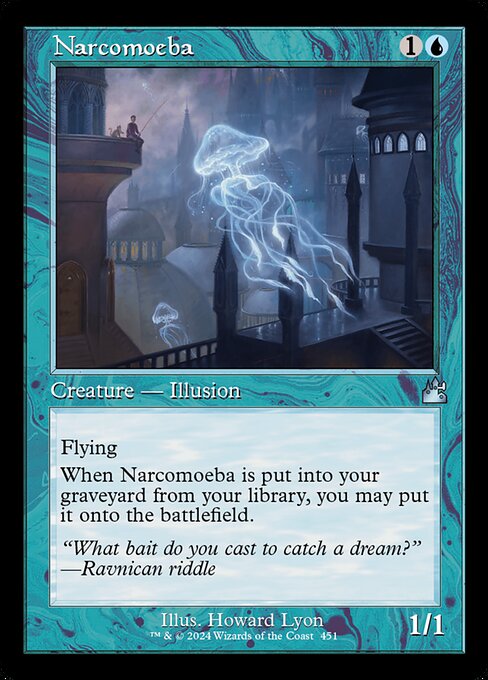 Narcomoeba 1
Creature — Illusion
Flying
When Narcomoeba is put into your
graveyard from your library, you may put
it onto the battlefield.
“What bait do you cast to catch a dream?”
—Ravnican riddle
Illus. Howard Lyon
1/1
™ & © 2024 Wizards of the Coast 451